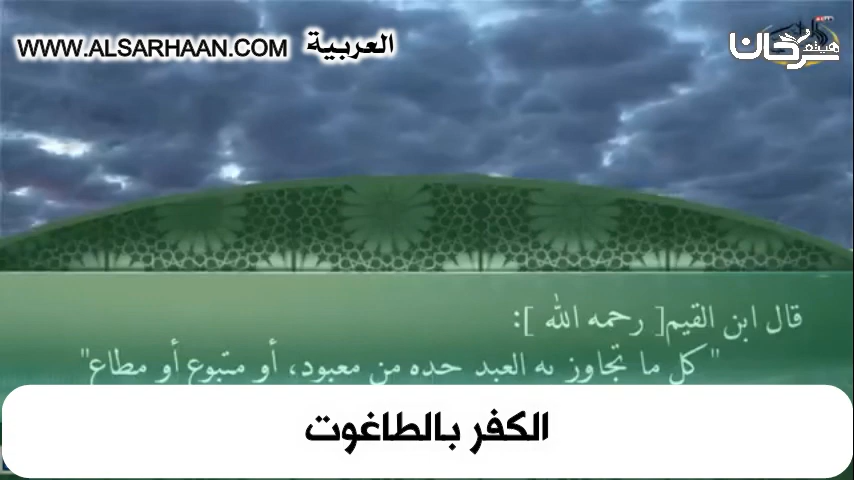 WWW.ALSARHAAN.COM العربية
هيثم سرحان
قال ابن القيم[ رحمه الله ]:
"كل ما تجاوز به العبد حده من معبود، أو متبوع أو مطاع"
الكفر بالطاغوت